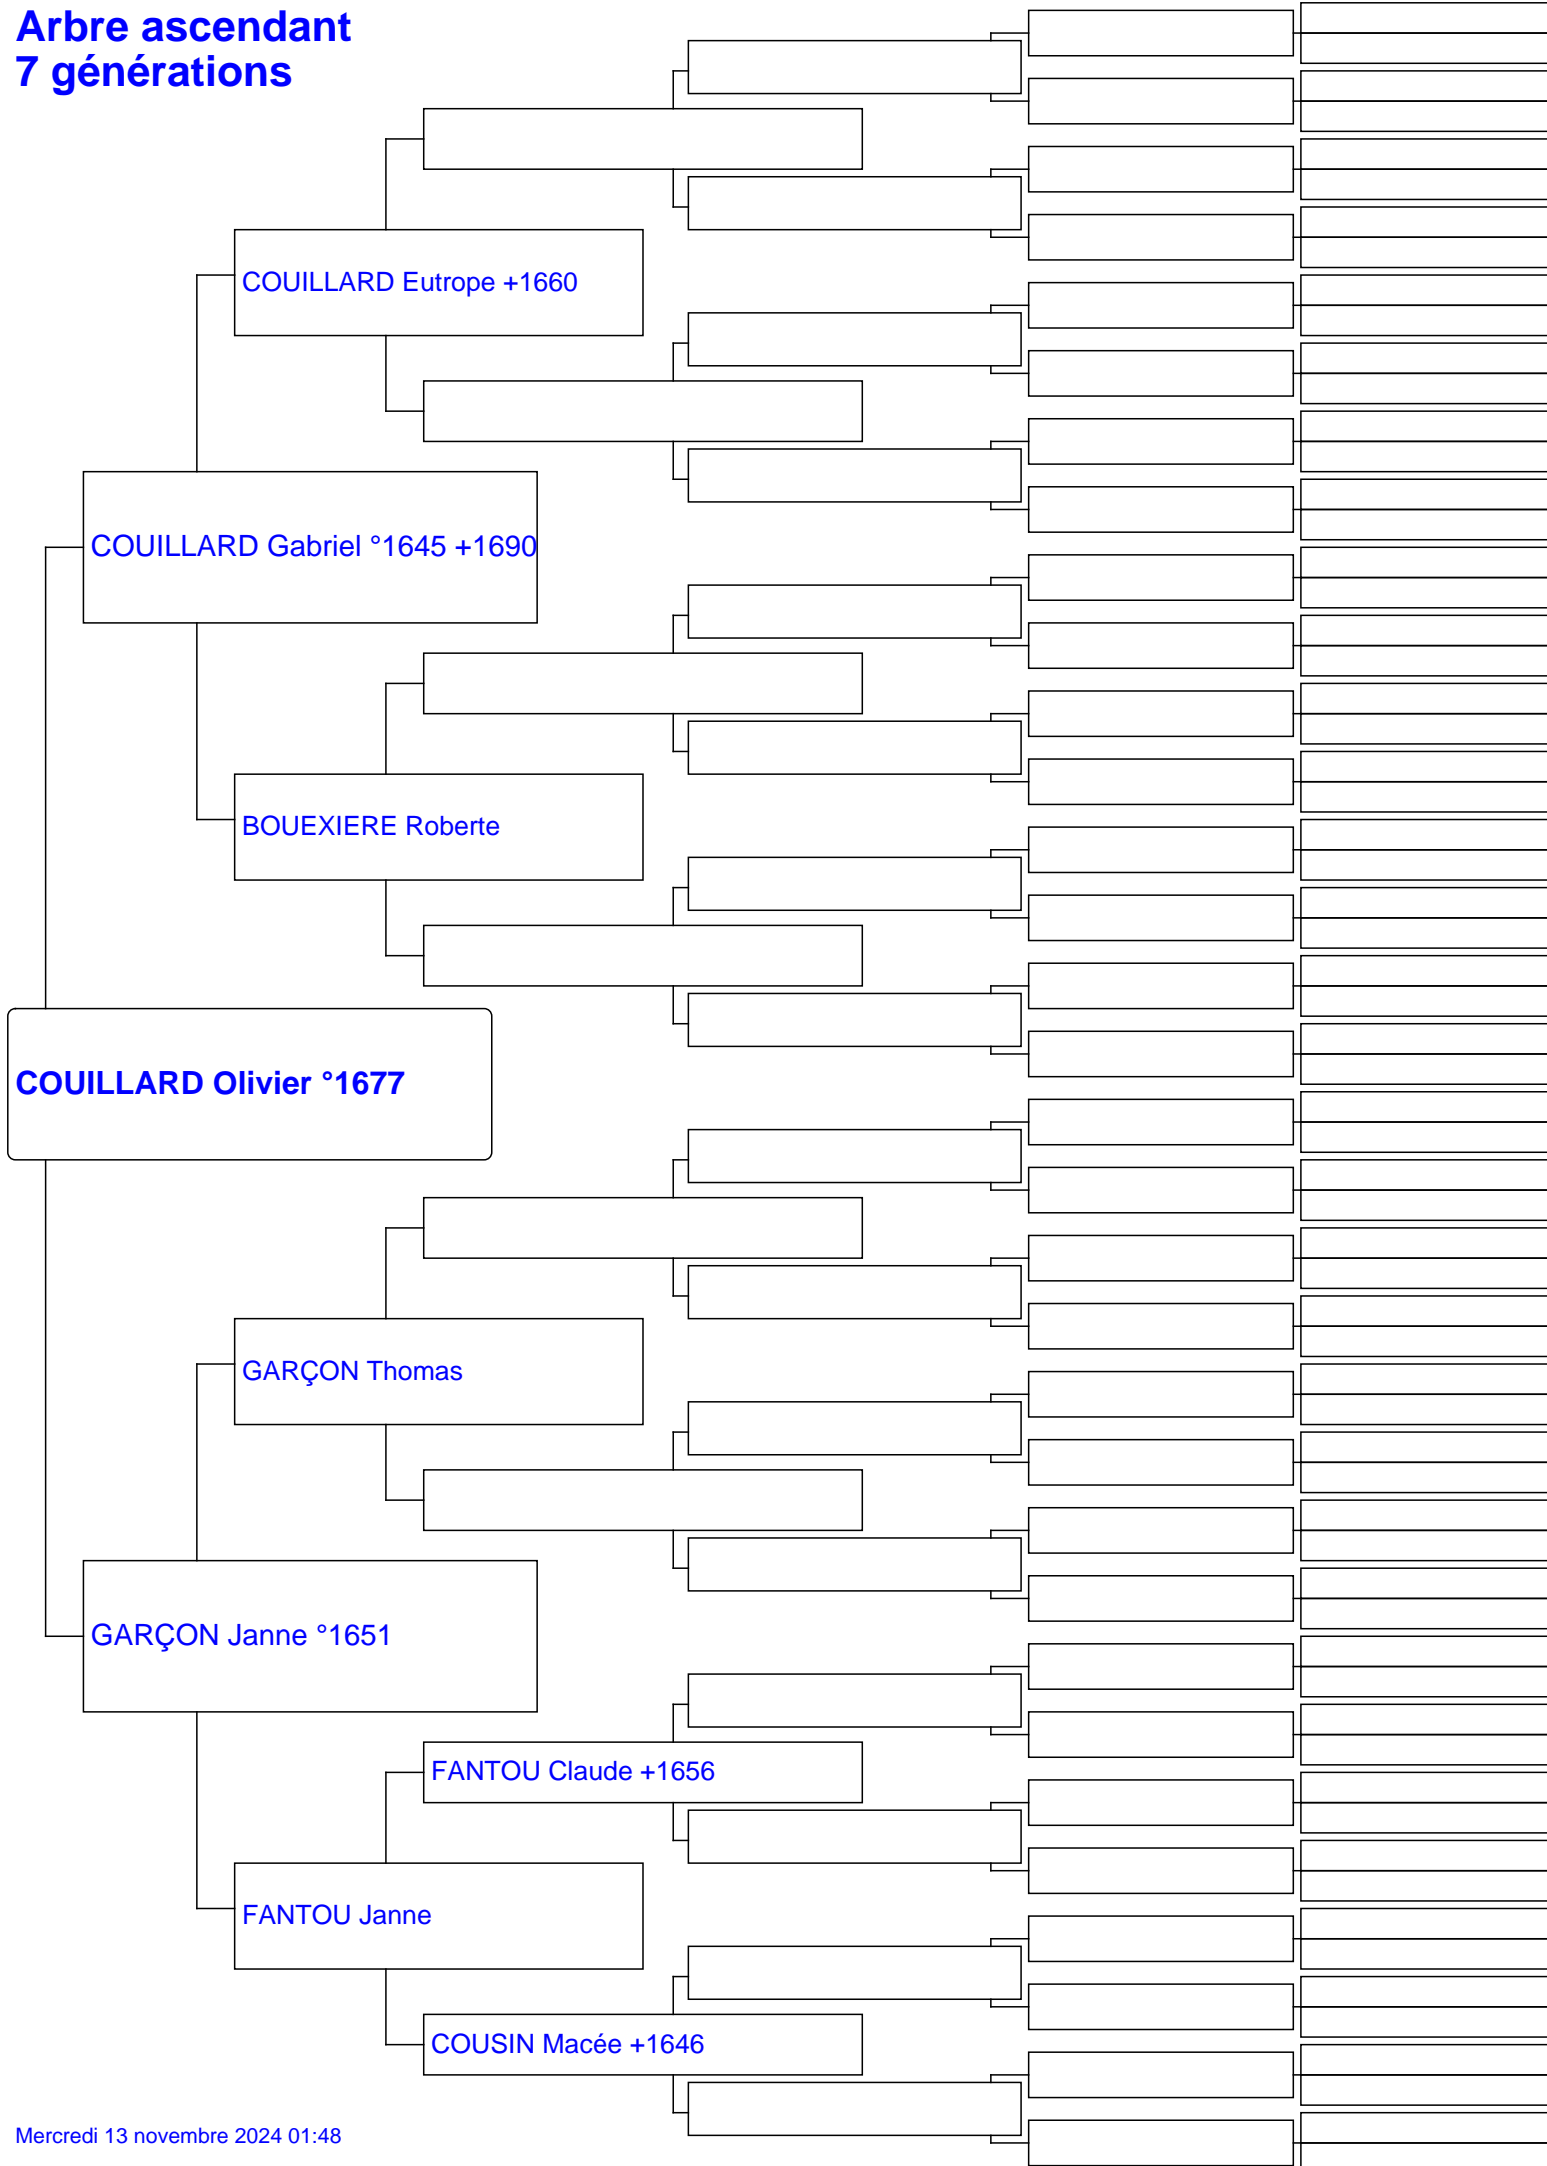 Arbre ascendant
7 générations
COUILLARD Eutrope +1660
COUILLARD Gabriel °1645 +1690
BOUEXIERE Roberte
COUILLARD Olivier °1677
GARÇON Thomas
GARÇON Janne °1651
FANTOU Claude +1656
FANTOU Janne
COUSIN Macée +1646
Mercredi 13 novembre 2024 01:48